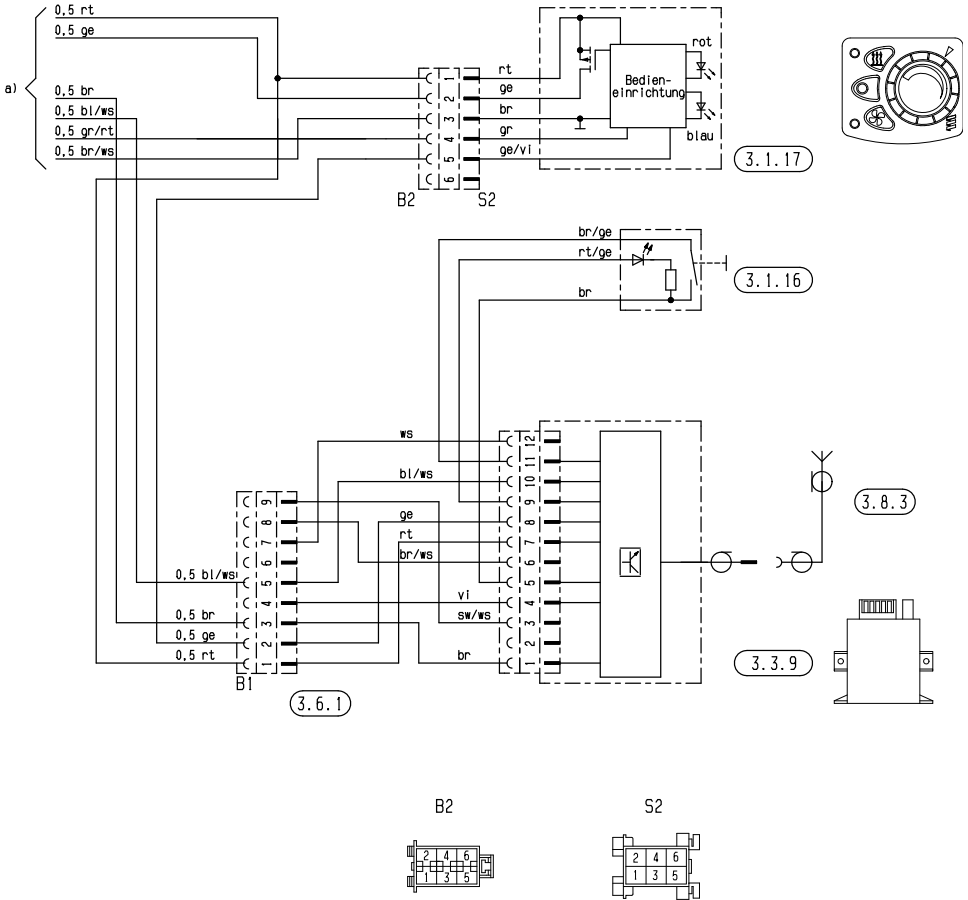 0,5 rt
0,5 ge
a)
0,5 br
0,5 bl/ws
0,5 gr/rt
0,5 br/ws
1
2
3
4
5
6
B2
S2
rt
ge
br
gr
ge/vi
Bedien-
einrichtung
rot
blau
3.1.17
br/ge
rt/ge
br
3.1.16
ws
bl/ws
ge
rt
br/ws
vi
sw/ws
br
12
11
10
9
8
7
6
5
4
3
2
1
3.8.3
3.3.9
9
8
7
6
5
4
3
2
1
0,5 bl/ws
0,5 br
0,5 ge
0,5 rt
B1
3.6.1
B2
2 4 6
1 3 5
S2
2 4 6
1 3 5